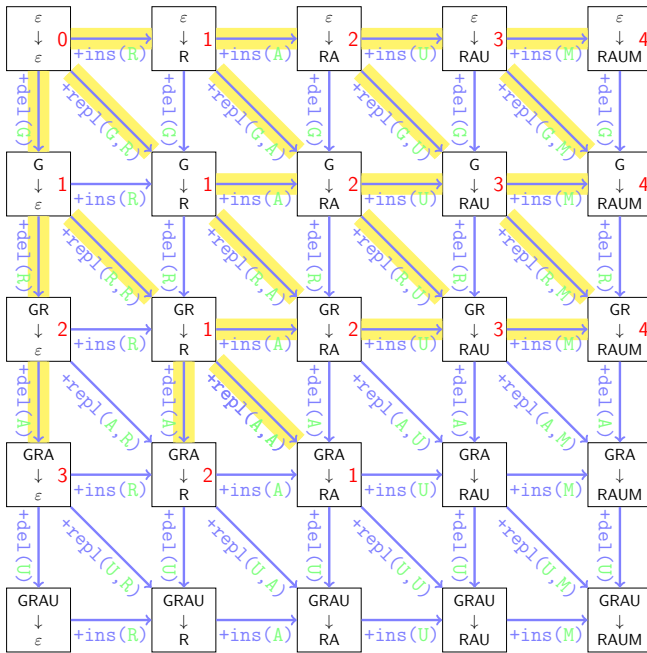 ε ↓ ε 0 +ins(R) ε ↓ R 1 +ins(A) ε ↓ RA 2 +ins(U) ε ↓ RAU 3 +ins(M) ε ↓ RAUM 4
+del(G) +repl(G,R) +del(G) +repl(G,A) +del(G) +repl(G,U) +del(G) +repl(G,M) +del(G)
G ↓ ε 1 +ins(R) G ↓ R 1 +ins(A) G ↓ RA 2 +ins(U) G ↓ RAU 3 +ins(M) G ↓ RAUM 4
+del(R) +repl(R,R) +del(R) +repl(R,A) +del(R) +repl(R,U) +del(R) +repl(R,M) +del(R)
GR ↓ ε 2 +ins(R) GR ↓ R 1 +ins(A) GR ↓ RA 2 +ins(U) GR ↓ RAU 3 +ins(M) GR ↓ RAUM 4
+del(A) +repl(A,R) +del(A) +repl(A,A) +del(A) +repl(A,U) +del(A) +repl(A,M) +del(A)
GRA ↓ ε 3 +ins(R) GRA ↓ R 2 +ins(A) GRA ↓ RA 1 +ins(U) GRA ↓ RAU +ins(M) GRA ↓ RAUM
+del(U) +repl(U,R) +del(U) +repl(U,A) +del(U) +repl(U,U) +del(U) +repl(U,M) +del(U)
GRAU ↓ ε +ins(R) GRAU ↓ R +ins(A) GRAU ↓ RA +ins(U) GRAU ↓ RAU +ins(M) GRAU ↓ RAUM